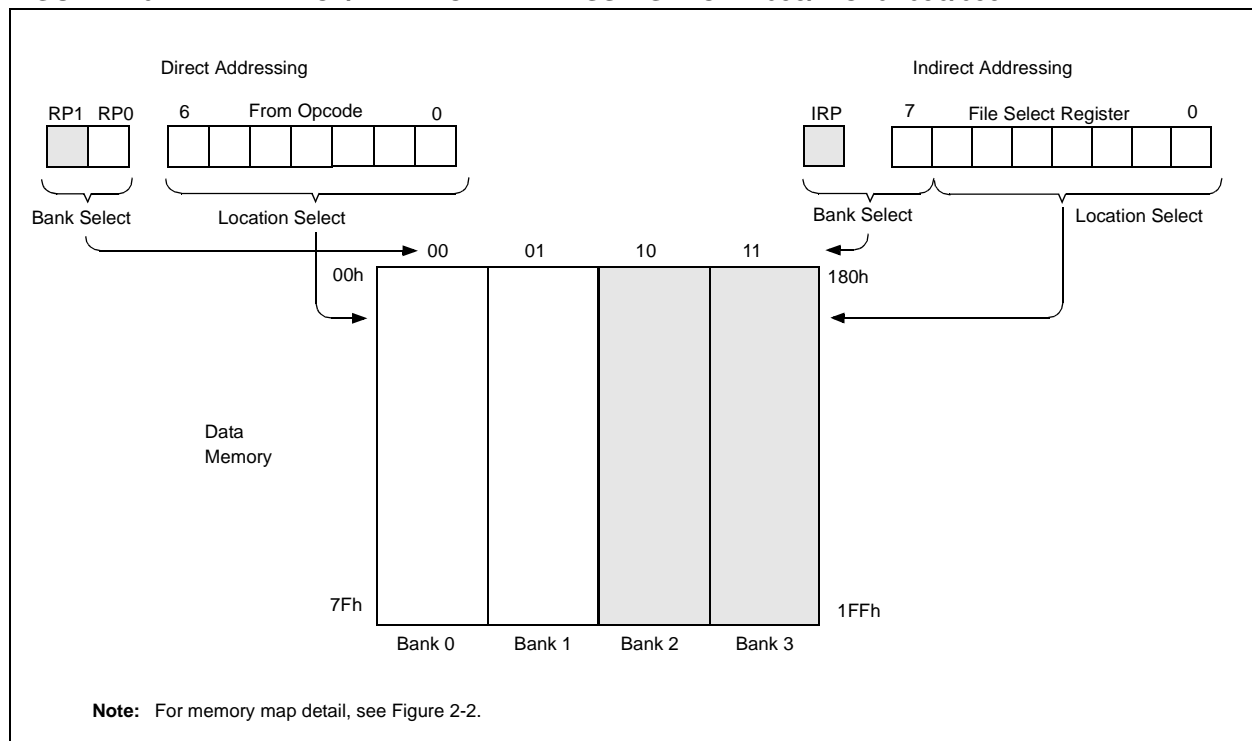 Direct Addressing
Indirect Addressing
RP1 RP0
6 From Opcode 0
IRP
7 File Select Register 0
Bank Select
Location Select
Bank Select
Location Select
00 01 10 11
00h
180h
Data
Memory
7Fh
1FFh
Bank 0 Bank 1 Bank 2 Bank 3
Note: For memory map detail, see Figure 2-2.